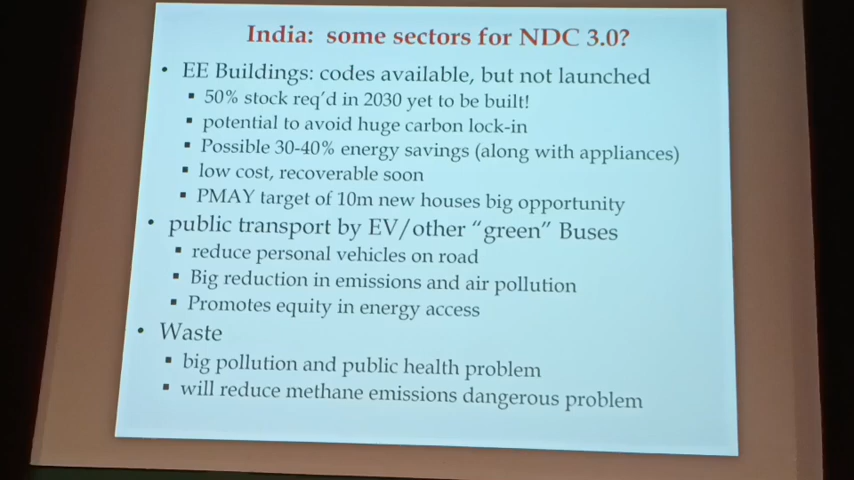 India: some sectors for NDC 3.0?
• EE Buildings: codes available, but not launched
▪ 50% stock req'd in 2030 yet to be built!
▪ potential to avoid huge carbon lock-in
▪ Possible 30-40% energy savings (along with appliances)
▪ low cost, recoverable soon
▪ PMAY target of 10m new houses big opportunity
• public transport by EV/other "green" Buses
▪ reduce personal vehicles on road
▪ Big reduction in emissions and air pollution
▪ Promotes equity in energy access
• Waste
▪ big pollution and public health problem
▪ will reduce methane emissions dangerous problem